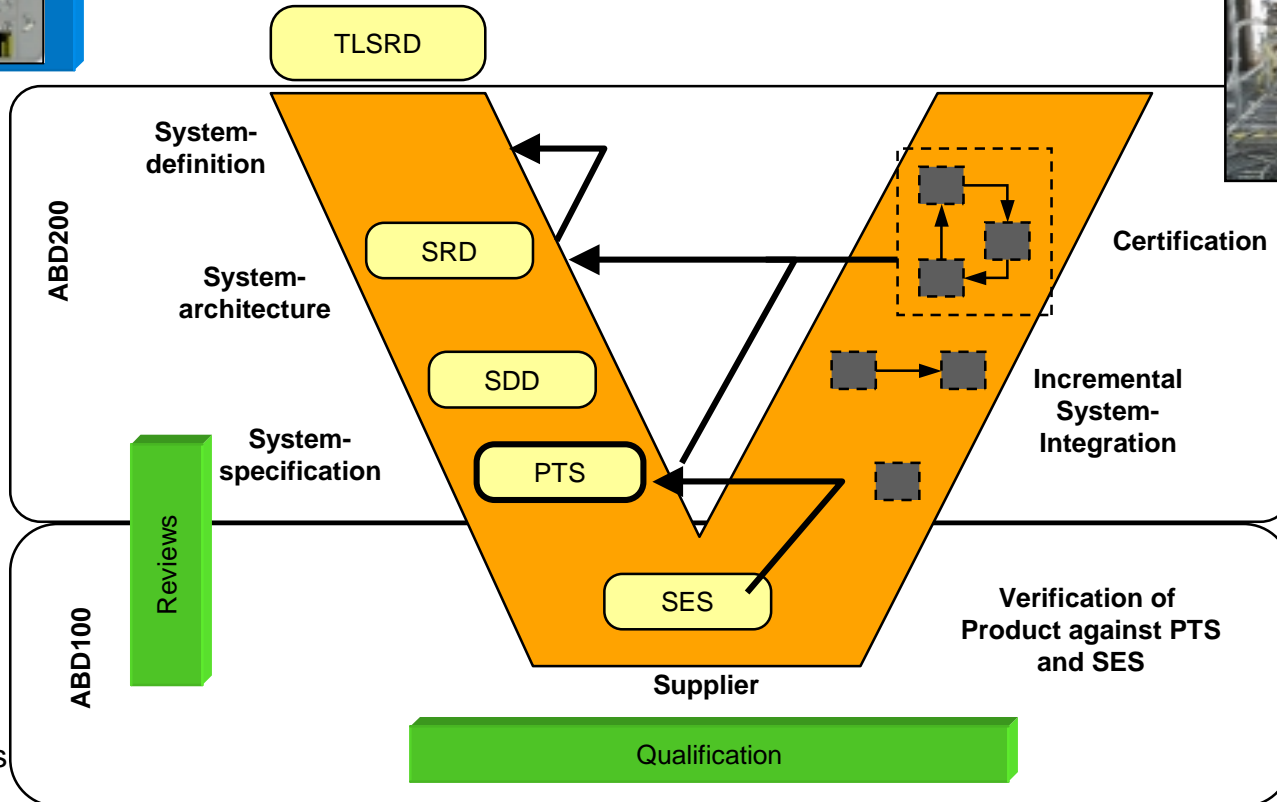 TLSRD
System-
definition
ABD200
SRD
Certification
System-
architecture
SDD
Incremental
System-
Integration
System-
specification
PTS
Reviews
ABD100
SES
Verification of
Product against PTS
and SES
Supplier
Qualification
s